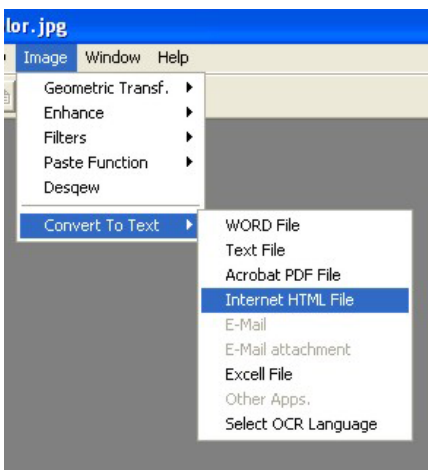 lor.jpg
Image Window Help
Geometric Transf.
Enhance
Filters
Paste Function
Desqew
Convert To Text
WORD File
Text File
Acrobat PDF File
Internet HTML File
E-Mail
E-Mail attachment
Excell File
Other Apps.
Select OCR Language